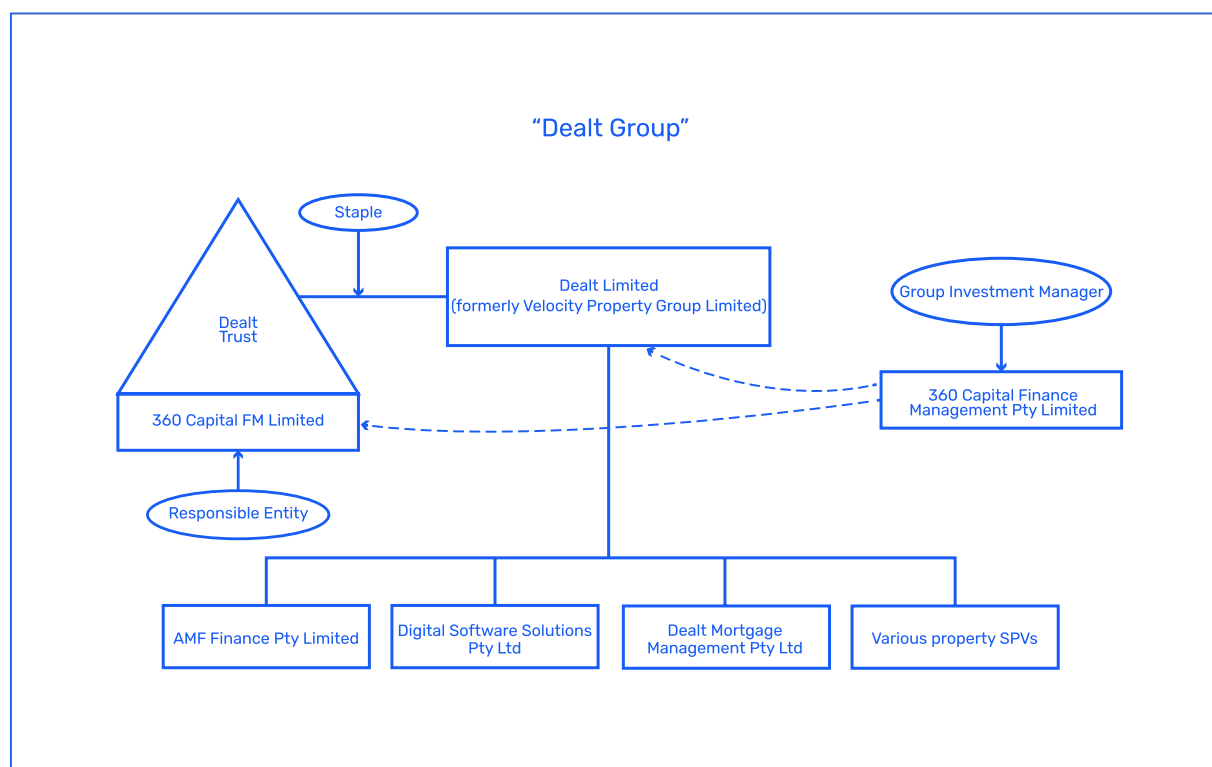 “Dealt Group”
Staple
Dealt Limited
(formerly Velocity Property Group Limited)
Group Investment Manager
Dealt
Trust
360 Capital Finance
Management Pty Limited
360 Capital FM Limited
Responsible Entity
AMF Finance Pty Limited
Digital Software Solutions
Pty Ltd
Dealt Mortgage
Management Pty Ltd
Various property SPVs